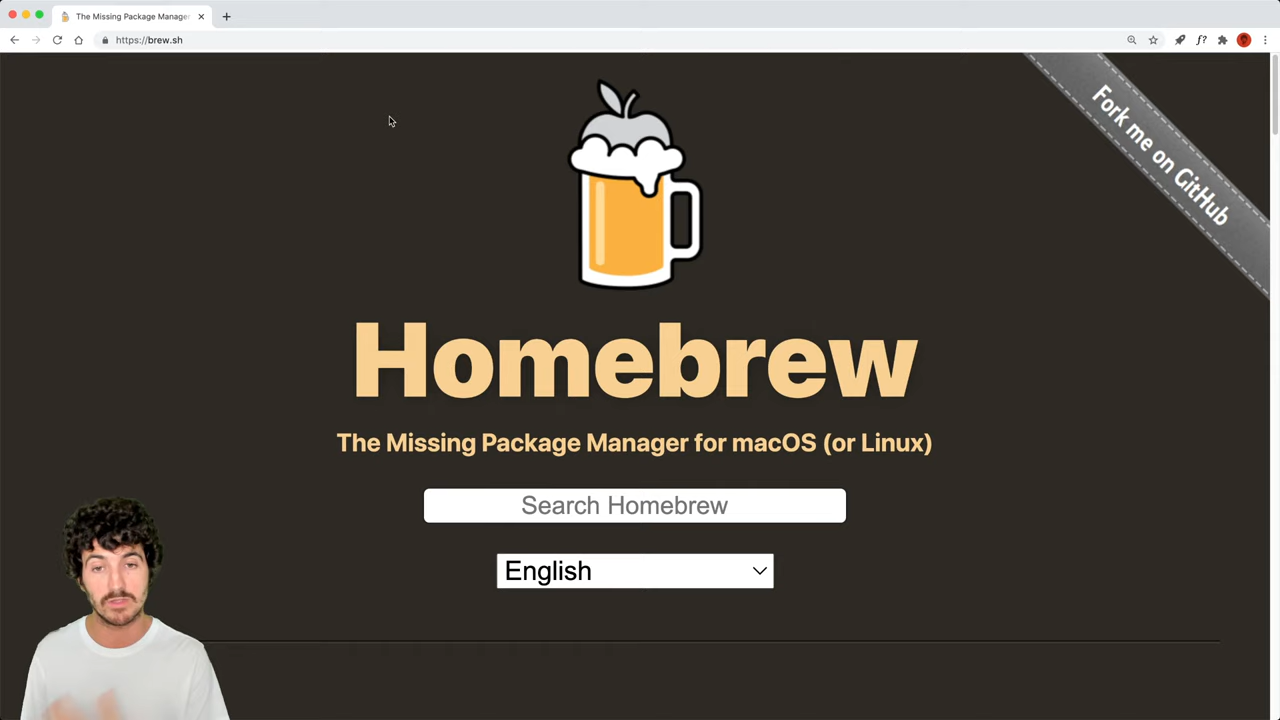 The Missing Package Manager
https://brew.sh
f?
Fork me on GitHub
Homebrew
The Missing Package Manager for macOS (or Linux)
Search Homebrew
English